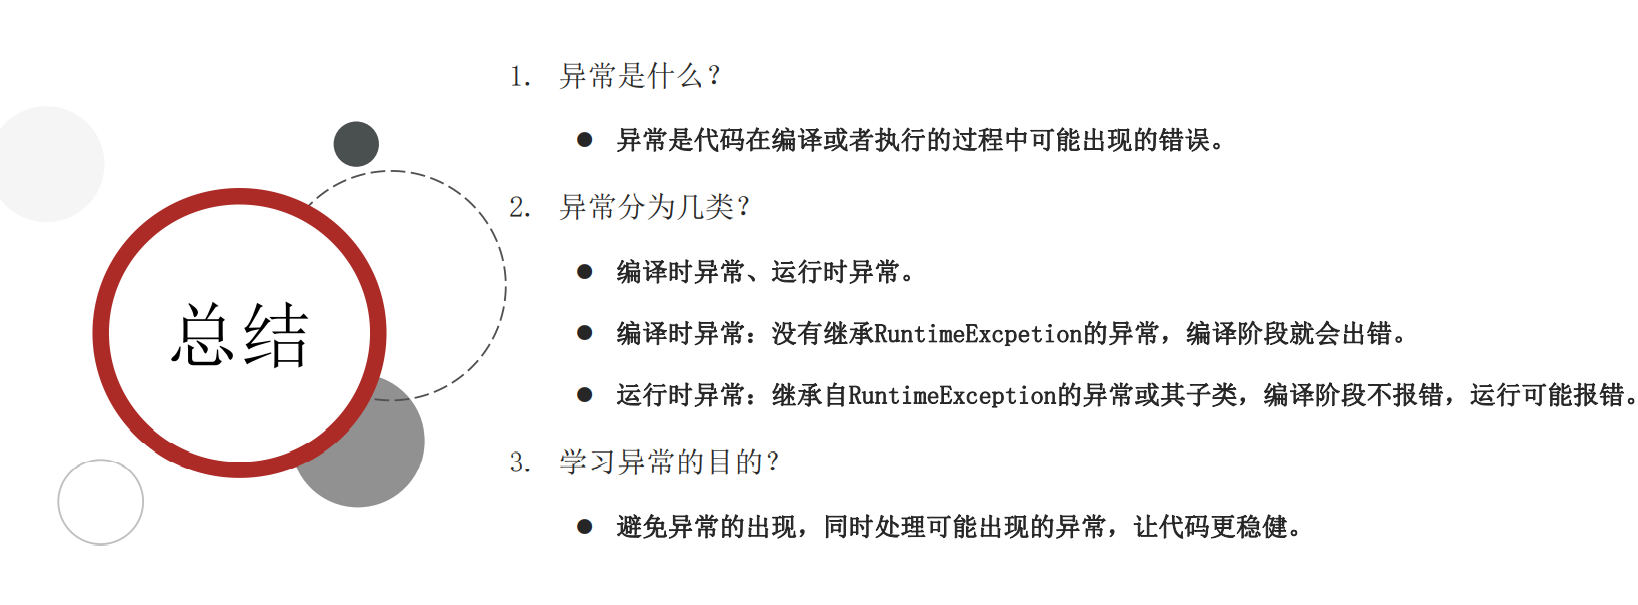 总结
1. 异常是什么?
● 异常是代码在编译或者执行的过程中可能出现的错误。
2. 异常分为几类?
● 编译时异常、运行时异常。
● 编译时异常：没有继承RuntimeExcpetion的异常，编译阶段就会出错。
● 运行时异常：继承自RuntimeException的异常或其子类，编译阶段不报错，运行可能报错。
3. 学习异常的目的?
● 避免异常的出现，同时处理可能出现的异常，让代码更稳健。